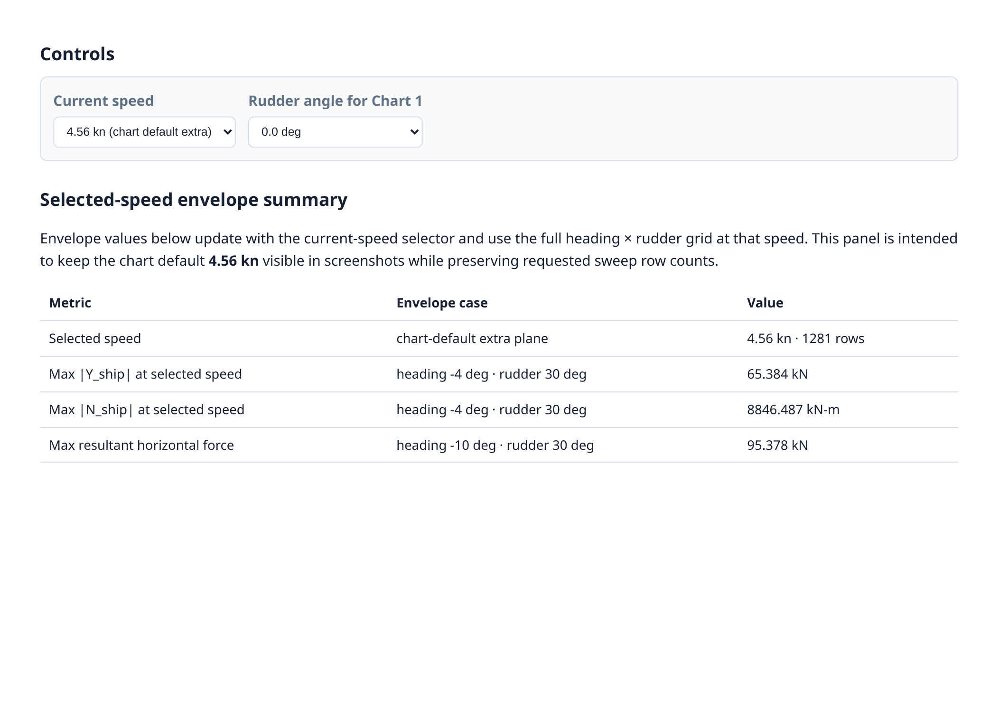 Controls
Current speed
Rudder angle for Chart 1
4.56 kn (chart default extra)
0.0 deg
Selected-speed envelope summary
Envelope values below update with the current-speed selector and use the full heading × rudder grid at that speed. This panel is intended
to keep the chart default 4.56 kn visible in screenshots while preserving requested sweep row counts.
Metric Envelope case Value
Selected speed chart-default extra plane 4.56 kn · 1281 rows
Max |Y_ship| at selected speed heading -4 deg · rudder 30 deg 65.384 kN
Max |N_ship| at selected speed heading -4 deg · rudder 30 deg 8846.487 kN-m
Max resultant horizontal force heading -10 deg · rudder 30 deg 95.378 kN